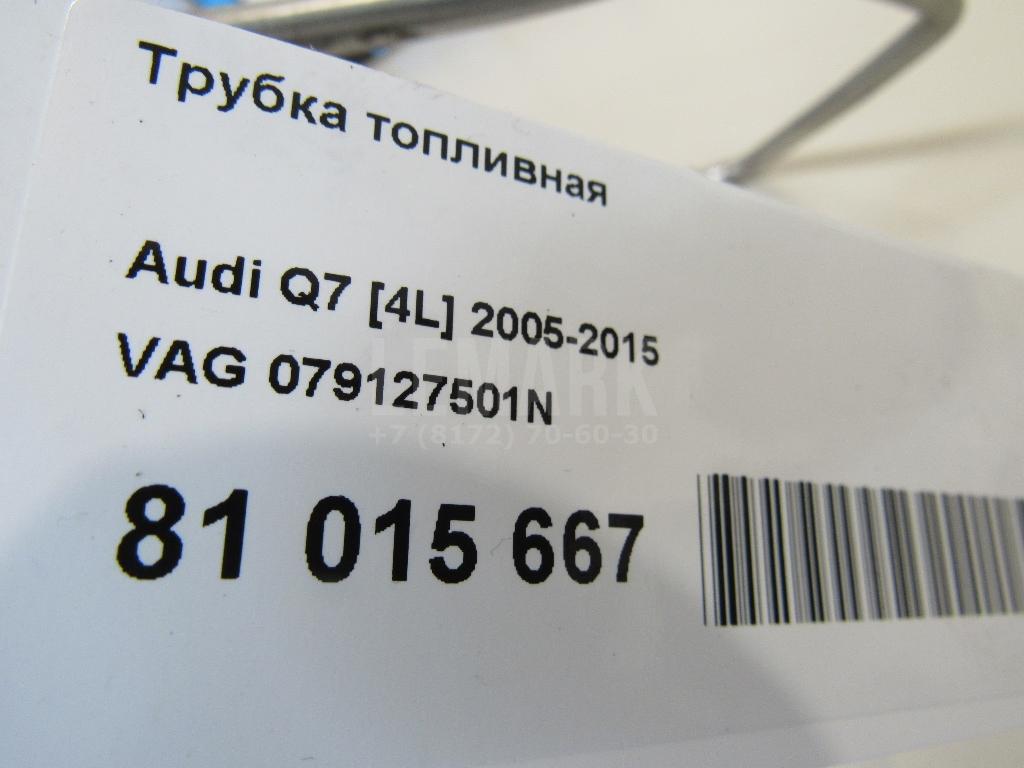 Трубка топливная
Audi Q7 [4L] 2005-2015
VAG 079127501N
LEMARK
+7 (8172) 70-60-30
81 015 667